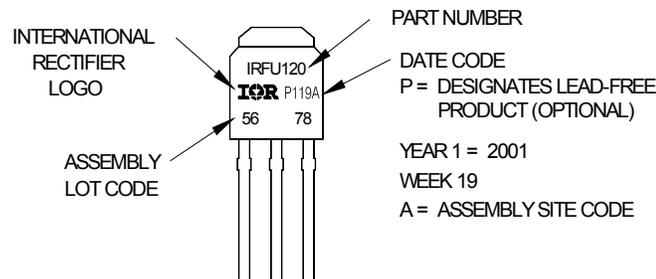 INTERNATIONAL
RECTIFIER
LOGO
ASSEMBLY
LOT CODE
IRFU120
IOR P119A
56 78
PART NUMBER
DATE CODE
P = DESIGNATES LEAD-FREE
PRODUCT (OPTIONAL)
YEAR 1 = 2001
WEEK 19
A = ASSEMBLY SITE CODE